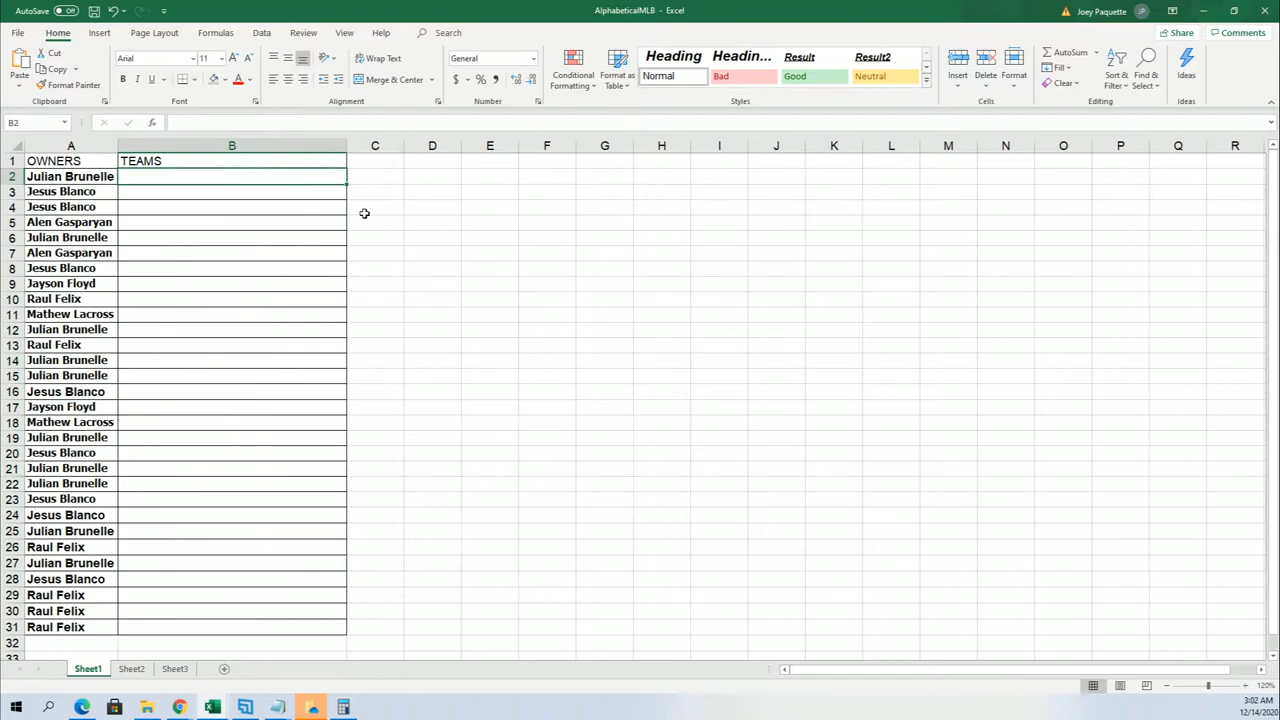 AutoSave Off
AlphabeticalMLB - Excel
Joey Paquette JP
File Home Insert Page Layout Formulas Data Review View Help Search
Share Comments
Paste
Cut
Copy
Format Painter
Clipboard
Arial 11
B I U
Font
Wrap Text
Merge & Center
Alignment
General
$ % 9
Number
Conditional Formatting
Format as Table
Heading Headin... Result Result2
Normal Bad Good Neutral
Styles
Insert Delete Format
Cells
AutoSum
Fill
Clear
Sort & Filter
Find & Select
Editing
Ideas
Ideas
B2 fx
A B C D E F G H I J K L M N O P Q R
1 OWNERS TEAMS
2 Julian Brunelle
3 Jesus Blanco
4 Jesus Blanco
5 Alen Gasparyan
6 Julian Brunelle
7 Alen Gasparyan
8 Jesus Blanco
9 Jayson Floyd
10 Raul Felix
11 Mathew Lacross
12 Julian Brunelle
13 Raul Felix
14 Julian Brunelle
15 Julian Brunelle
16 Jesus Blanco
17 Jayson Floyd
18 Mathew Lacross
19 Julian Brunelle
20 Jesus Blanco
21 Julian Brunelle
22 Julian Brunelle
23 Jesus Blanco
24 Jesus Blanco
25 Julian Brunelle
26 Raul Felix
27 Julian Brunelle
28 Jesus Blanco
29 Raul Felix
30 Raul Felix
31 Raul Felix
32
33
Sheet1 Sheet2 Sheet3
120%
3:02 AM
12/14/2020